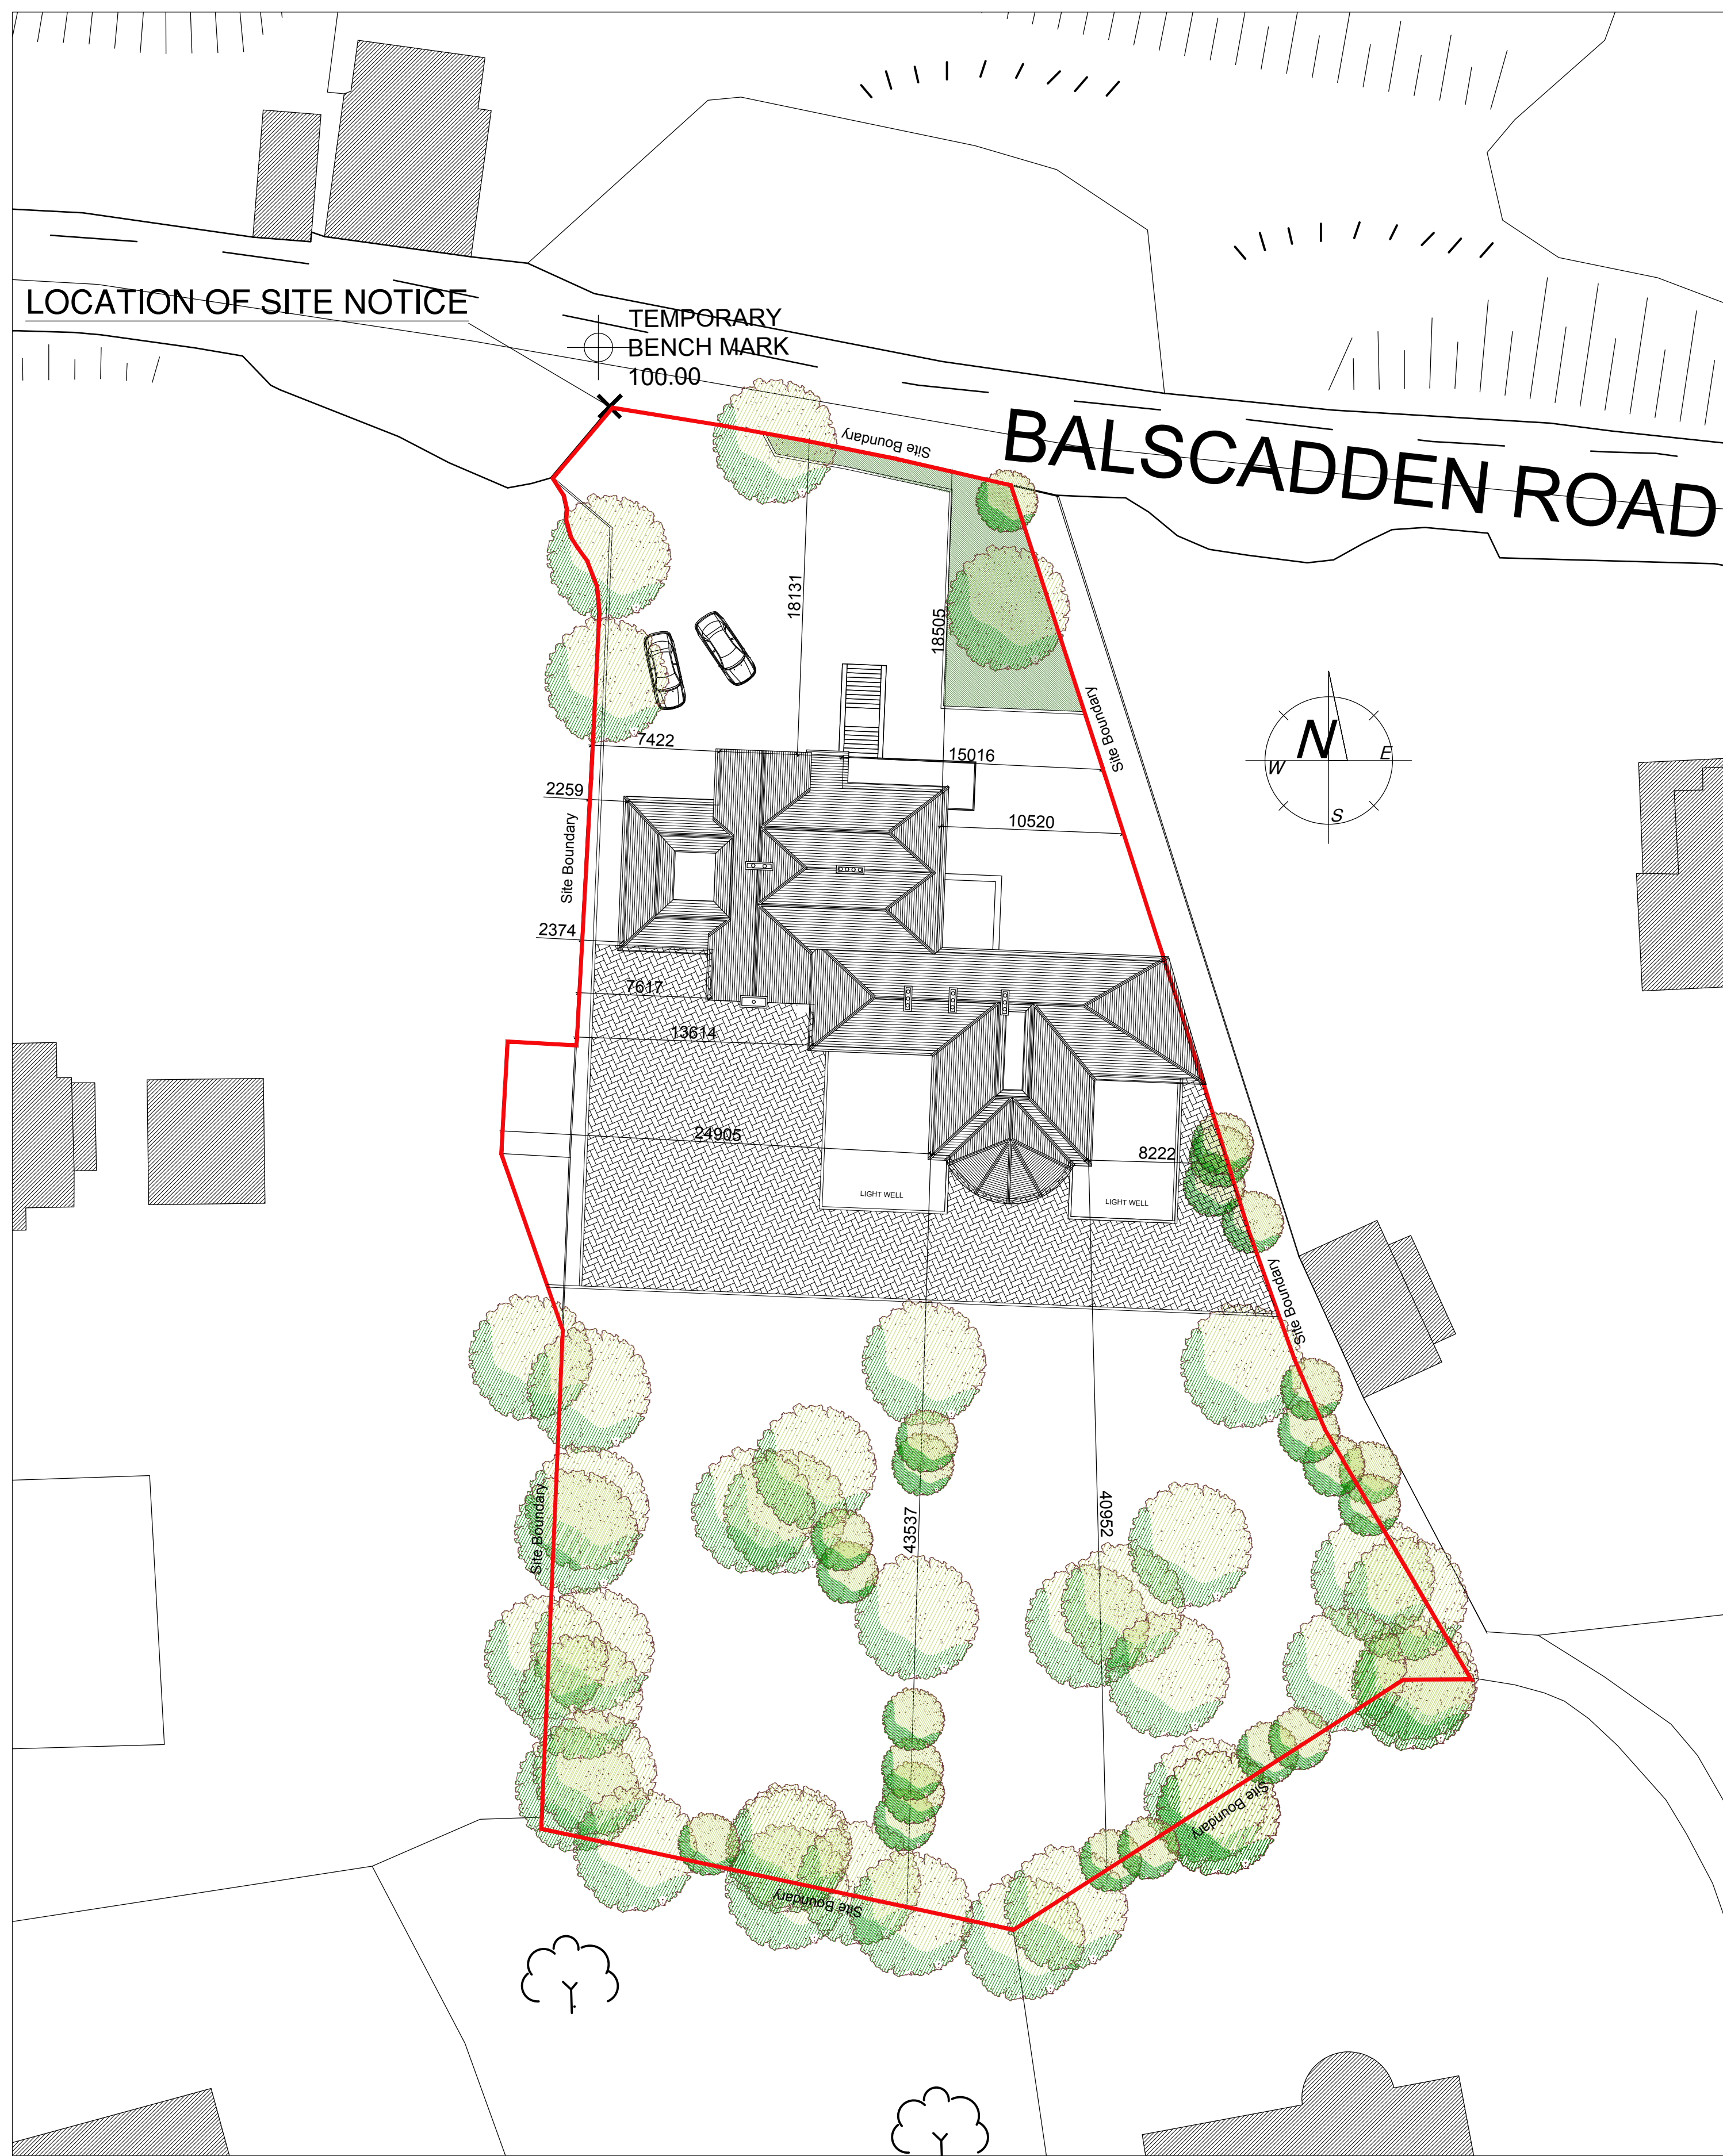 LOCATION OF SITE NOTICE
TEMPORARY
BENCH MARK
100.00
BALSCADDEN ROAD
Site Boundary
18131
18505
7422
15016
Site Boundary
N
E
W
S
2259
10520
Site Boundary
2374
7617
13614
24905
8222
LIGHT WELL
LIGHT WELL
Site Boundary
43537
40952
Site Boundary
Site Boundary
Site Boundary